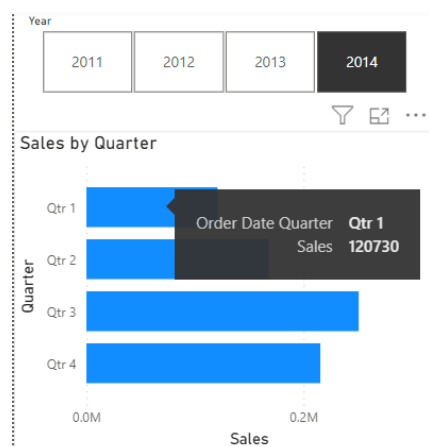 Year
2011 2012 2013 2014
Sales by Quarter
Qtr 1
Order Date Quarter Qtr 1
Sales 120730
Qtr 2
Quarter
Qtr 3
Qtr 4
0.0M 0.2M
Sales